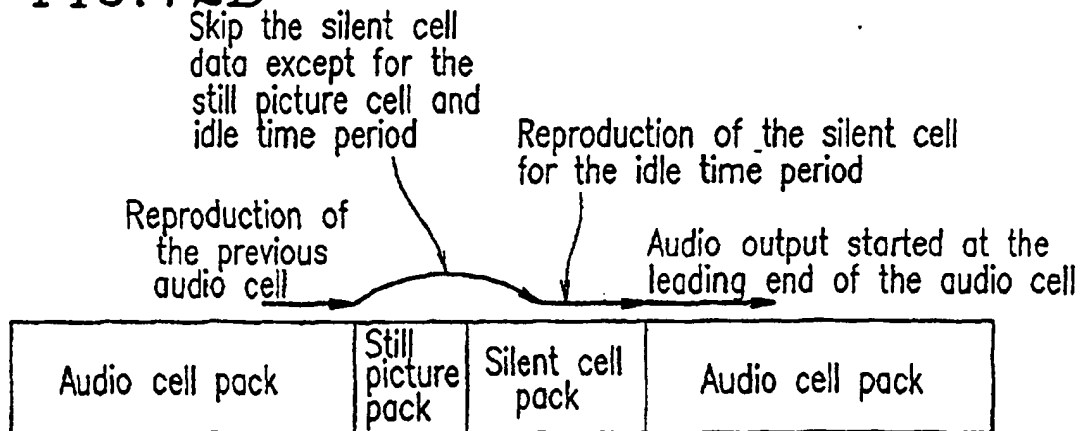 Skip the silent cell
data except for the
still picture cell and
idle time period
Reproduction of the silent cell
for the idle time period
Reproduction of
the previous
audio cell
Audio output started at the
leading end of the audio cell
Audio cell pack
Still
picture
pack
Silent cell
pack
Audio cell pack